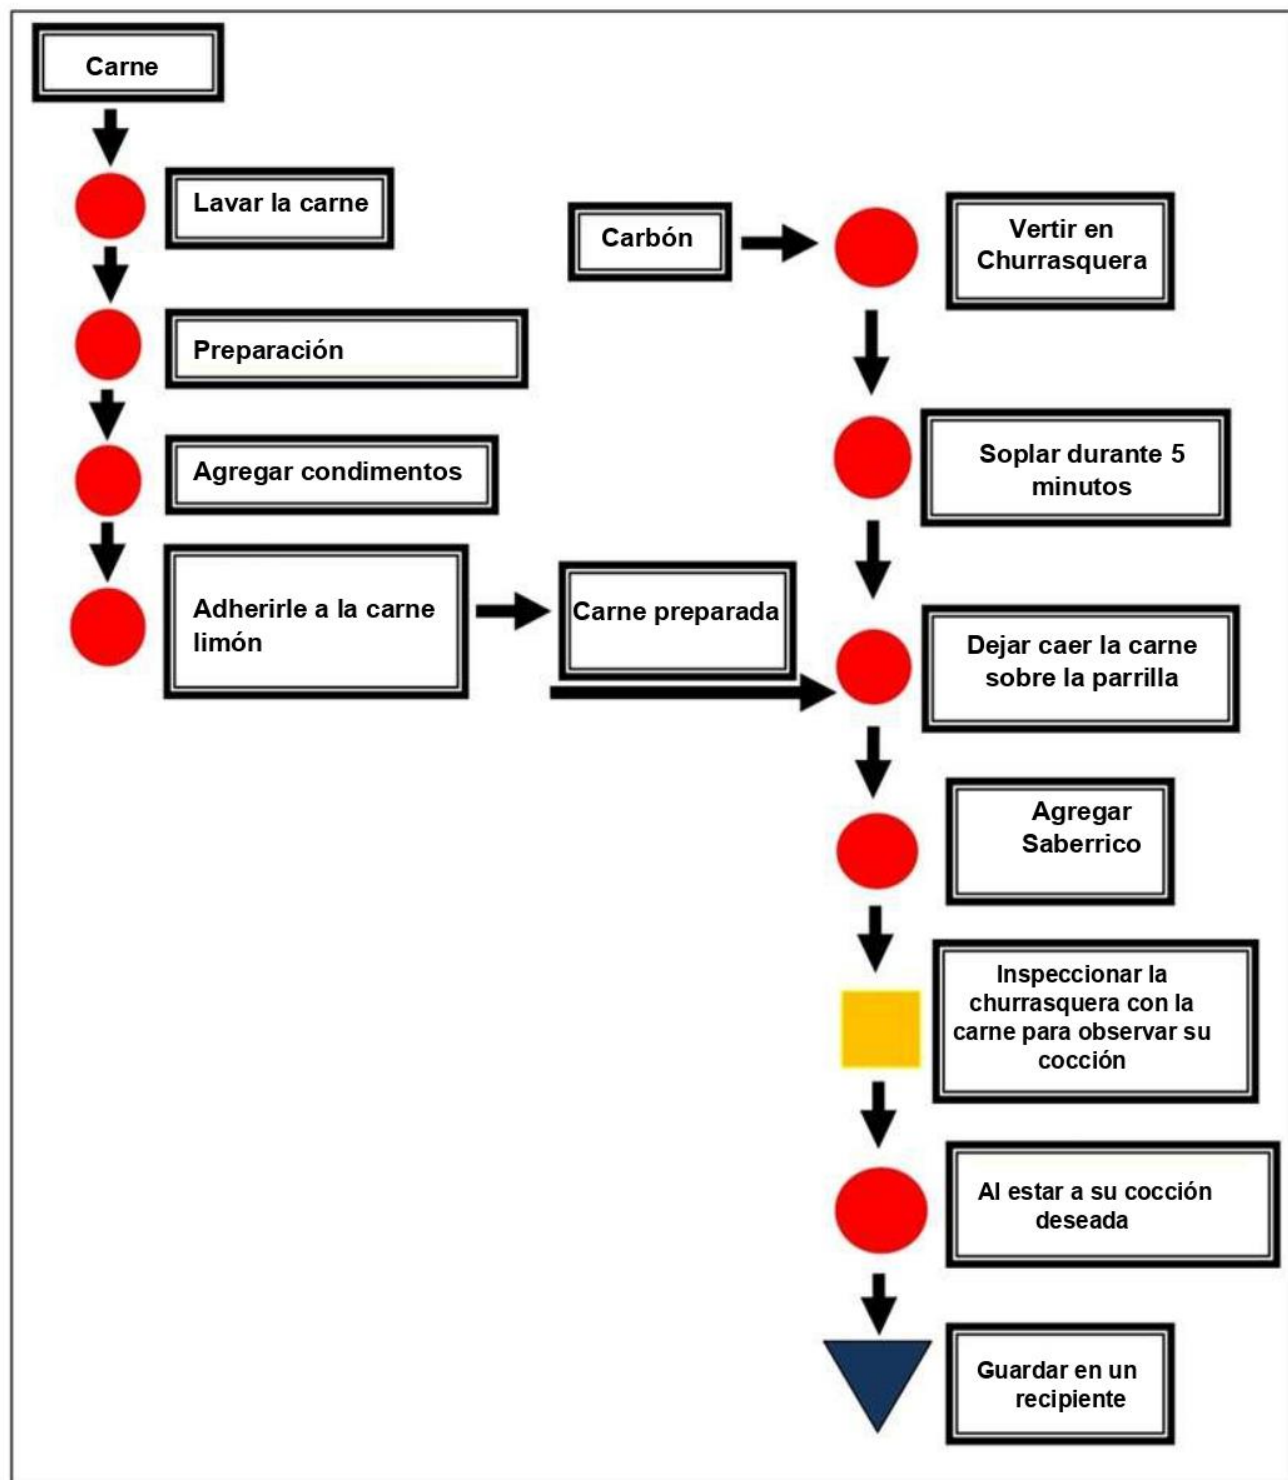 Carne
Lavar la carne
Preparación
Agregar condimentos
Adherirle a la carne
limón
Carne preparada
Carbón
Vertir en
Churrasquera
Soplar durante 5
minutos
Dejar caer la carne
sobre la parrilla
Agregar
Saberrico
Inspeccionar la
churrasquera con la
carne para observar su
cocción
Al estar a su cocción
deseada
Guardar en un
recipiente